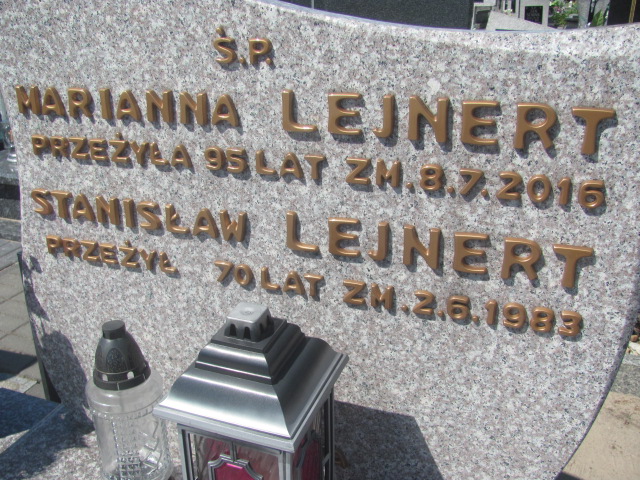 Ś.P.
MARIANNA LEJNERT
PRZEŻYŁA 95 LAT ZM. 8.7.2016
STANISŁAW LEJNERT
PRZEŻYŁ 70 LAT ZM. 2.6.1983